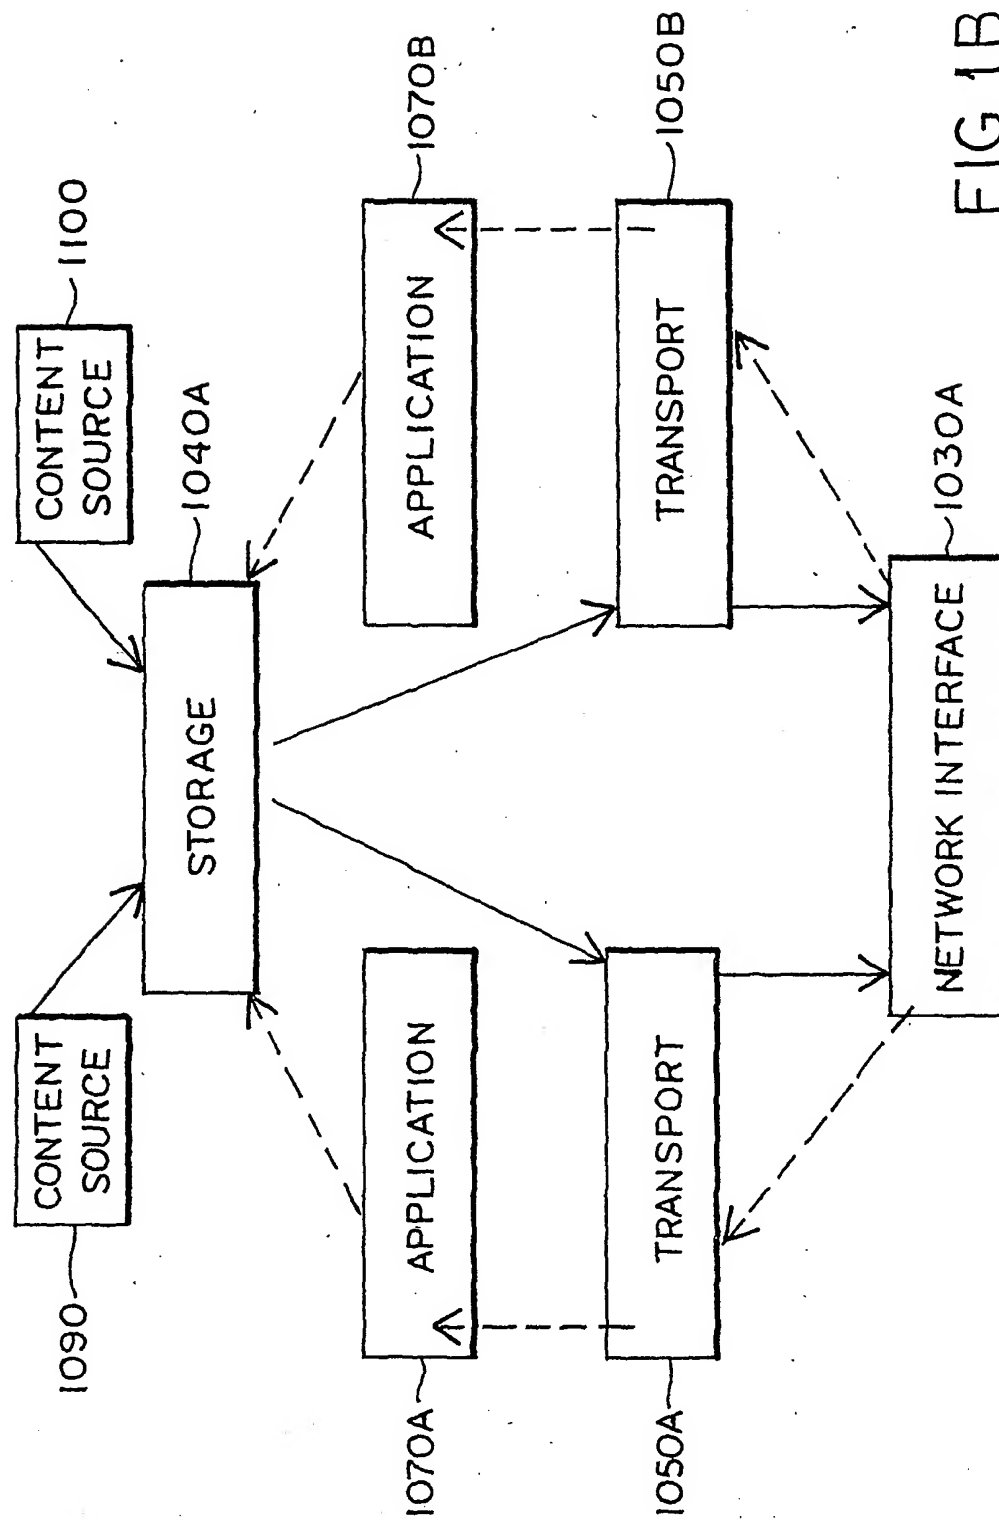 1090
CONTENT
SOURCE
CONTENT
SOURCE
1100
STORAGE
1040A
1070A
APPLICATION
APPLICATION
1070B
1050A
TRANSPORT
TRANSPORT
1050B
NETWORK INTERFACE
1030A
FIG 1B